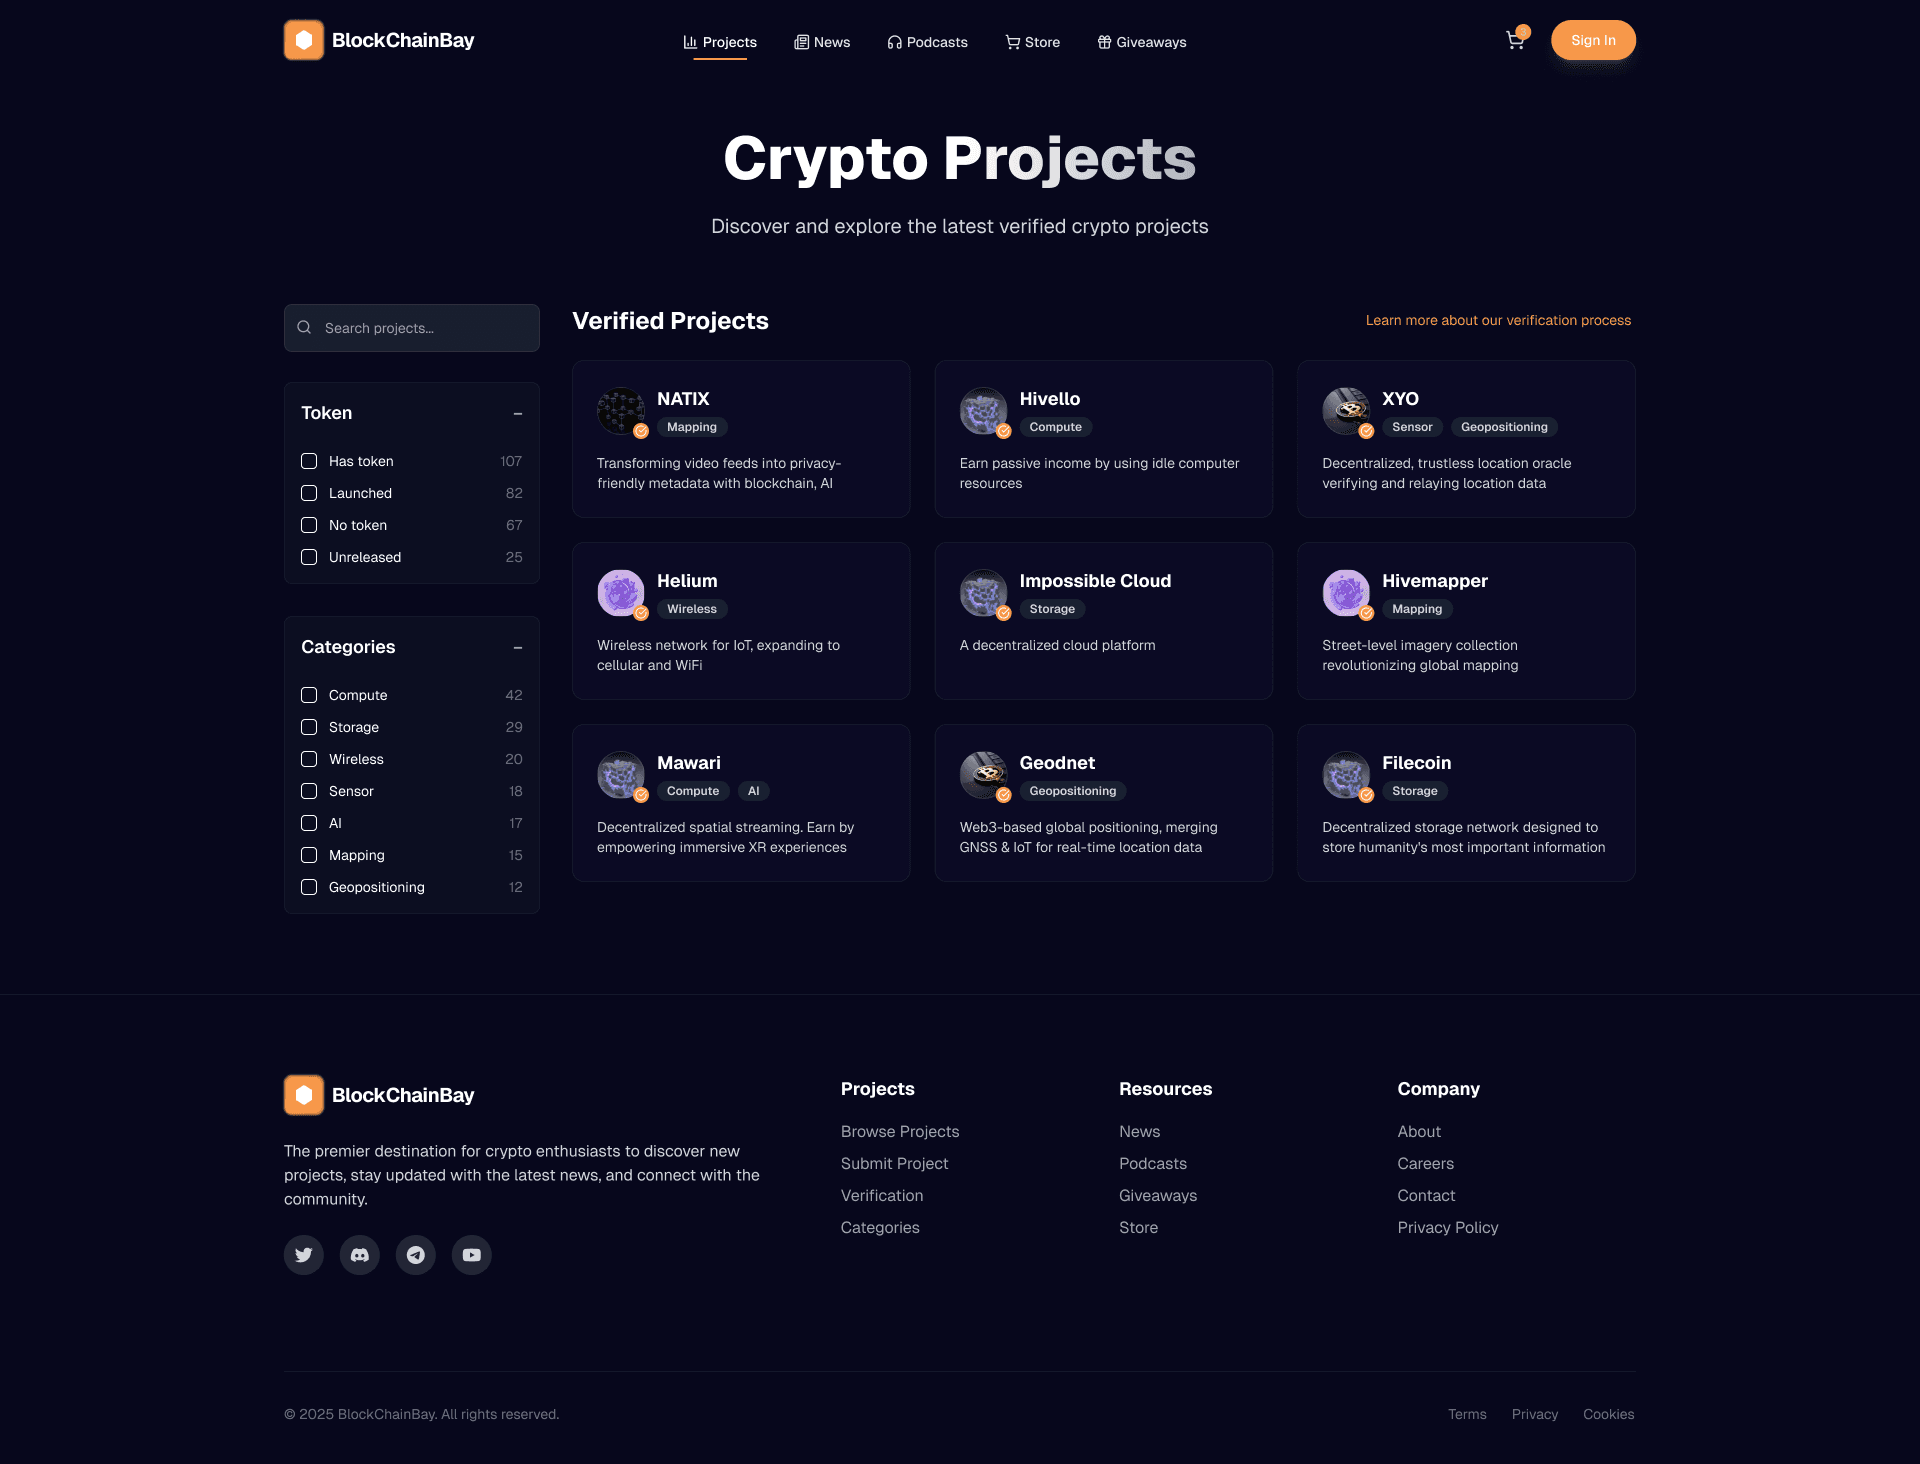 BlockChainBay
Projects
News
Podcasts
Store
Giveaways
Sign In
Crypto Projects
Discover and explore the latest verified crypto projects
Search projects...
Token
Has token 107
Launched 82
No token 67
Unreleased 25
Categories
Compute 42
Storage 29
Wireless 20
Sensor 18
AI 17
Mapping 15
Geopositioning 12
Verified Projects
Learn more about our verification process
NATIX
Mapping
Transforming video feeds into privacy-
friendly metadata with blockchain, AI
Hivello
Compute
Earn passive income by using idle computer
resources
XYO
Sensor Geopositioning
Decentralized, trustless location oracle
verifying and relaying location data
Helium
Wireless
Wireless network for IoT, expanding to
cellular and WiFi
Impossible Cloud
Storage
A decentralized cloud platform
Hivemapper
Mapping
Street-level imagery collection
revolutionizing global mapping
Mawari
Compute AI
Decentralized spatial streaming. Earn by
empowering immersive XR experiences
Geodnet
Geopositioning
Web3-based global positioning, merging
GNSS & IoT for real-time location data
Filecoin
Storage
Decentralized storage network designed to
store humanity's most important information
BlockChainBay
The premier destination for crypto enthusiasts to discover new
projects, stay updated with the latest news, and connect with the
community.
Projects
Browse Projects
Submit Project
Verification
Categories
Resources
News
Podcasts
Giveaways
Store
Company
About
Careers
Contact
Privacy Policy
© 2025 BlockChainBay. All rights reserved.
Terms
Privacy
Cookies